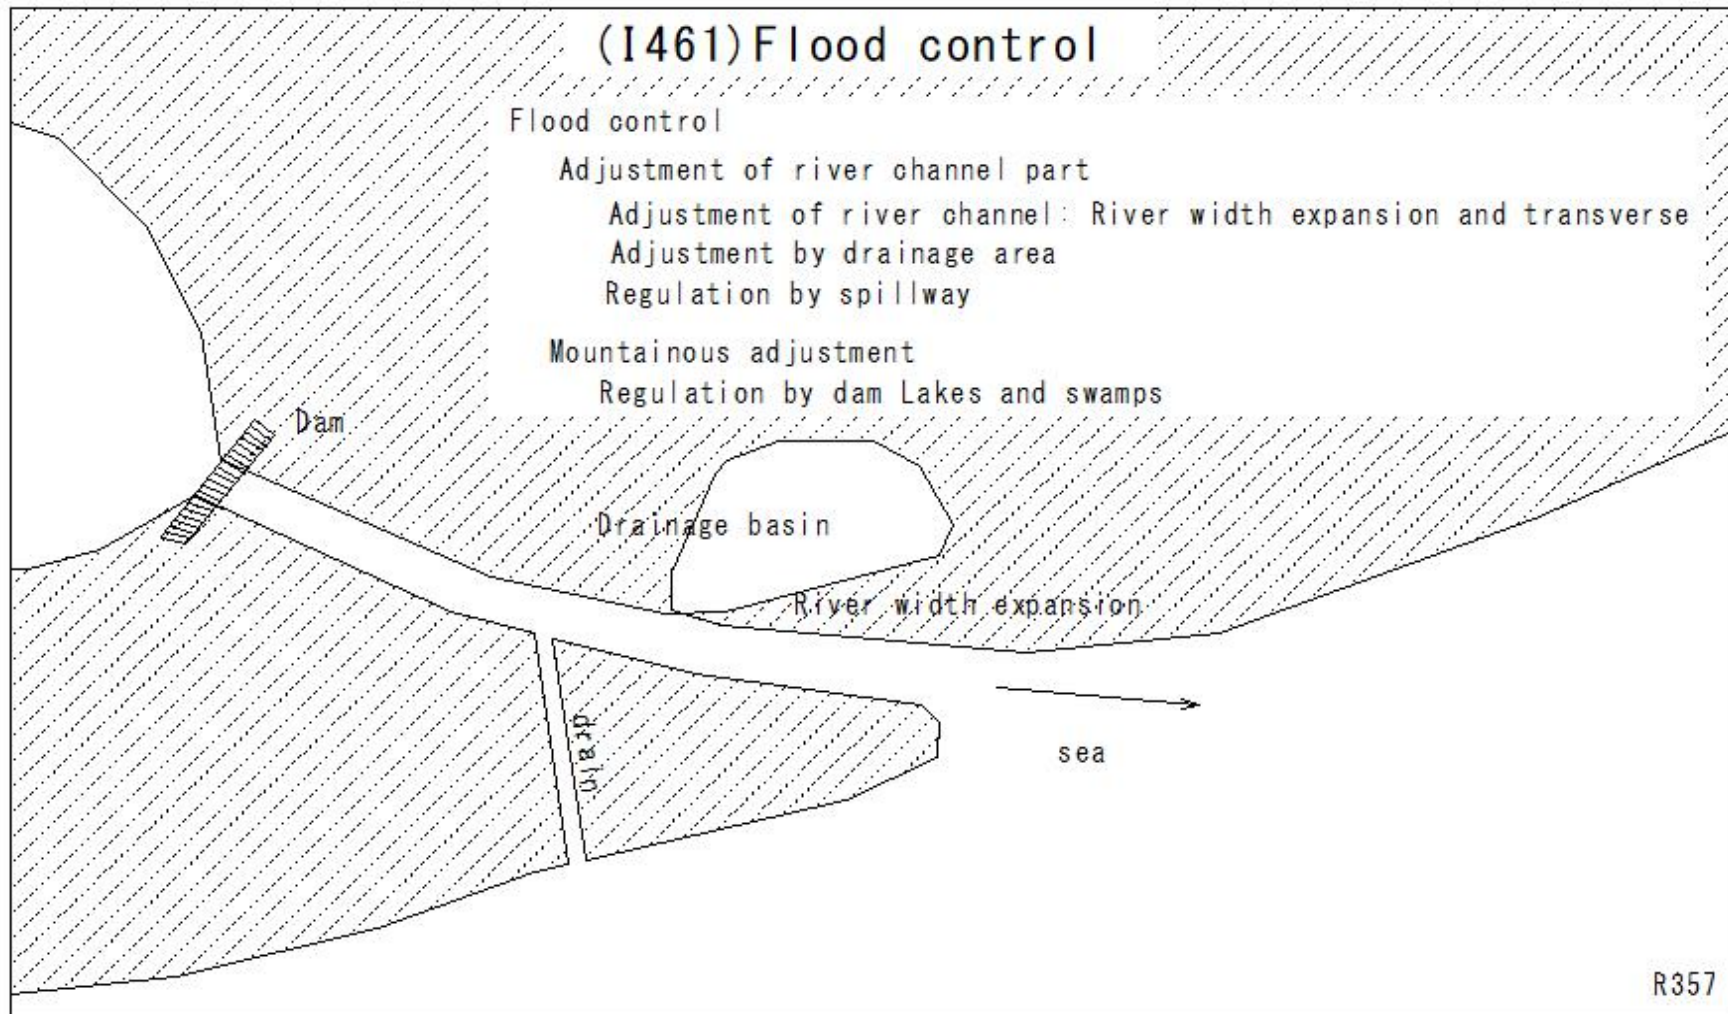 (I461)Flood control
Flood control
Adjustment of river channel part
Adjustment of river channel: River width expansion and transverse
Adjustment by drainage area
Regulation by spillway
Mountainous adjustment
Regulation by dam Lakes and swamps
Dam
Drainage basin
River width expansion
drain
sea
R357